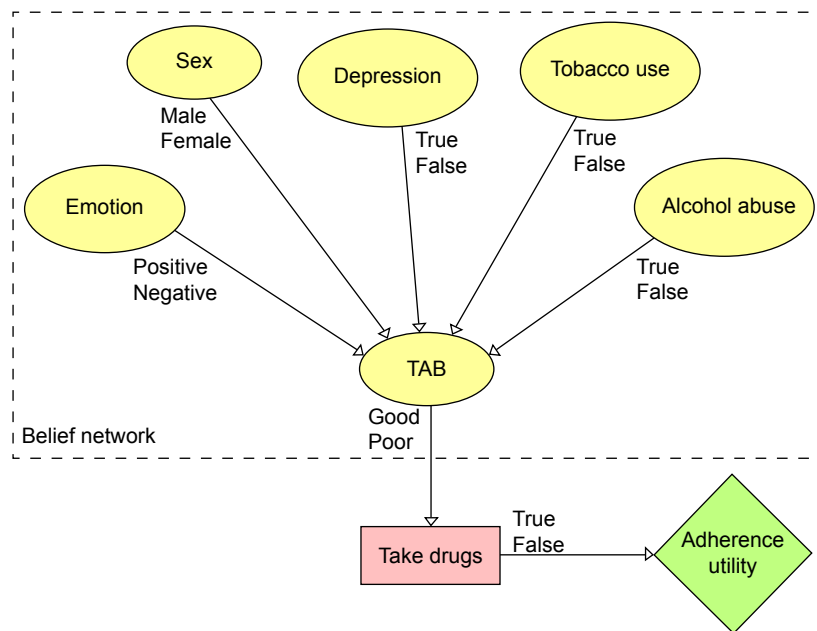 Sex
Male
Female
Depression
True
False
Tobacco use
True
False
Emotion
Positive
Negative
Alcohol abuse
True
False
TAB
Good
Poor
Belief network
Take drugs
True
False
Adherence
utility